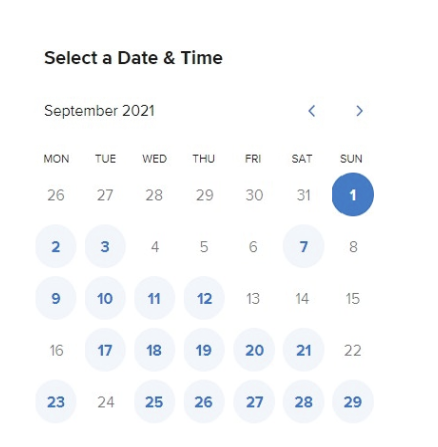 Select a Date & Time
September 2021
MON TUE WED THU FRI SAT SUN
26 27 28 29 30 31 1
2 3 4 5 6 7 8
9 10 11 12 13 14 15
16 17 18 19 20 21 22
23 24 25 26 27 28 29